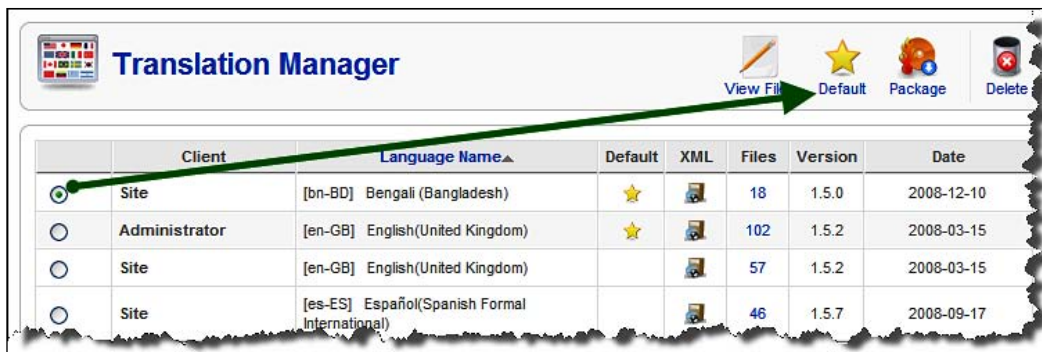 Translation Manager
View Fil
Default
Package
Delete
Client Language Name Default XML Files Version Date
Site [bn-BD] Bengali (Bangladesh) 18 1.5.0 2008-12-10
Administrator [en-GB] English(United Kingdom) 102 1.5.2 2008-03-15
Site [en-GB] English(United Kingdom) 57 1.5.2 2008-03-15
Site [es-ES] Español(Spanish Formal International) 46 1.5.7 2008-09-17